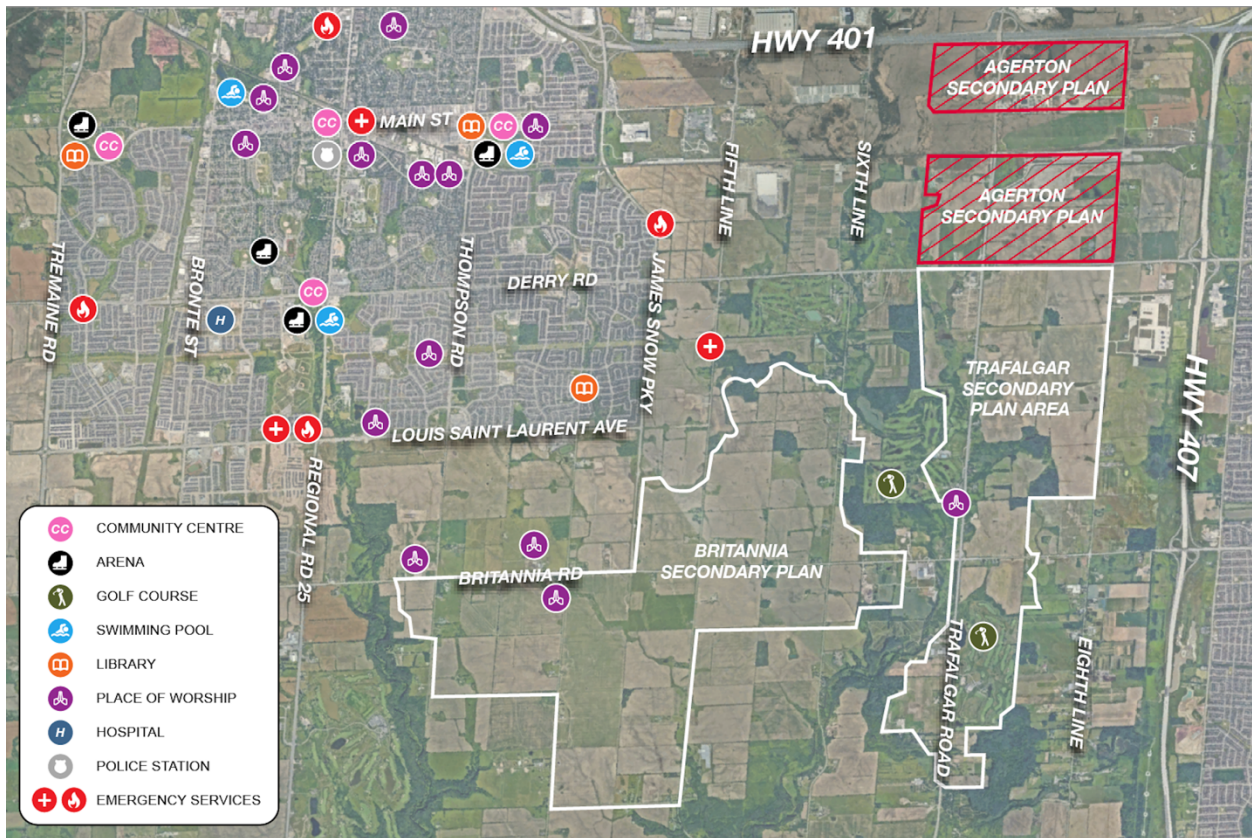 HWY 401
AGERTON
SECONDARY PLAN
CC
MAIN ST
CC
CC
FIFTH LINE
SIXTH LINE
AGERTON
SECONDARY PLAN
TREMAINE RD
BRONTE ST
THOMPSON RD
DERRY RD
JAMES SNOW PKY
CC
H
HWY 407
TRAFALGAR
SECONDARY
PLAN AREA
LOUIS SAINT LAURENT AVE
REGIONAL RD 25
BRITANNIA
SECONDARY PLAN
BRITANNIA RD
TRAFALGAR ROAD
EIGHTH LINE
CC COMMUNITY CENTRE
ARENA
GOLF COURSE
SWIMMING POOL
LIBRARY
PLACE OF WORSHIP
H HOSPITAL
POLICE STATION
EMERGENCY SERVICES